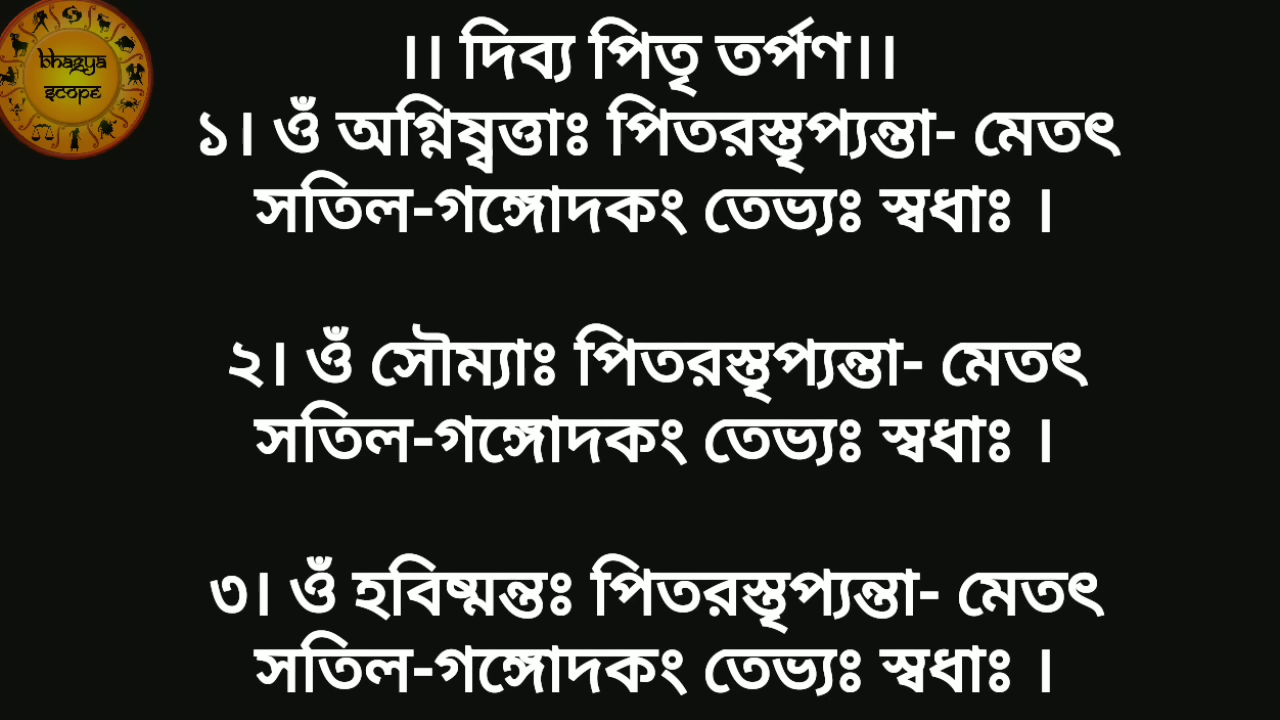 bhagya
scope
।। দিব্য পিতৃ তর্পণ।।
১। ওঁ অগ্নিষ্বত্তাঃ পিতরস্তৃপ্যন্তা- মেতৎ
সতিল-গঙ্গোদকং তেভ্যঃ স্বধাঃ ।
২। ওঁ সৌম্যাঃ পিতরস্তৃপ্যন্তা- মেতৎ
সতিল-গঙ্গোদকং তেভ্যঃ স্বধাঃ ।
৩। ওঁ হবিষ্মন্তঃ পিতরস্তৃপ্যন্তা- মেতৎ
সতিল-গঙ্গোদকং তেভ্যঃ স্বধাঃ ।